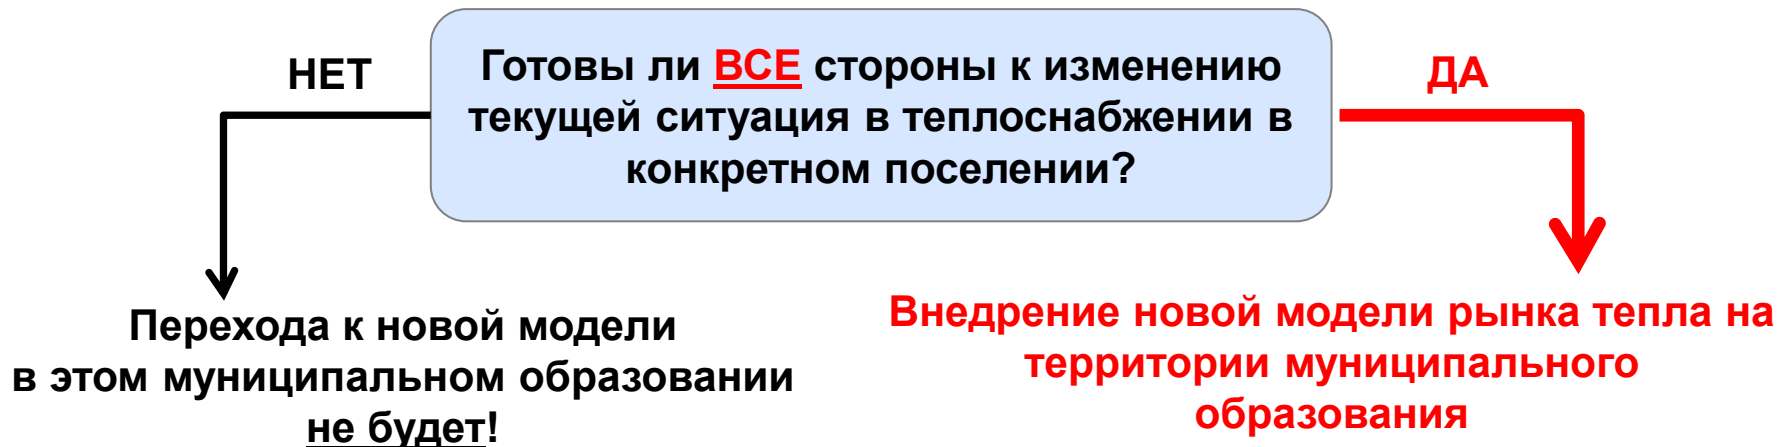 НЕТ
Готовы ли ВСЕ стороны к изменению
текущей ситуация в теплоснабжении в
конкретном поселении?
ДА
Перехода к новой модели
в этом муниципальном образовании
не будет!
Внедрение новой модели рынка тепла на
территории муниципального
образования